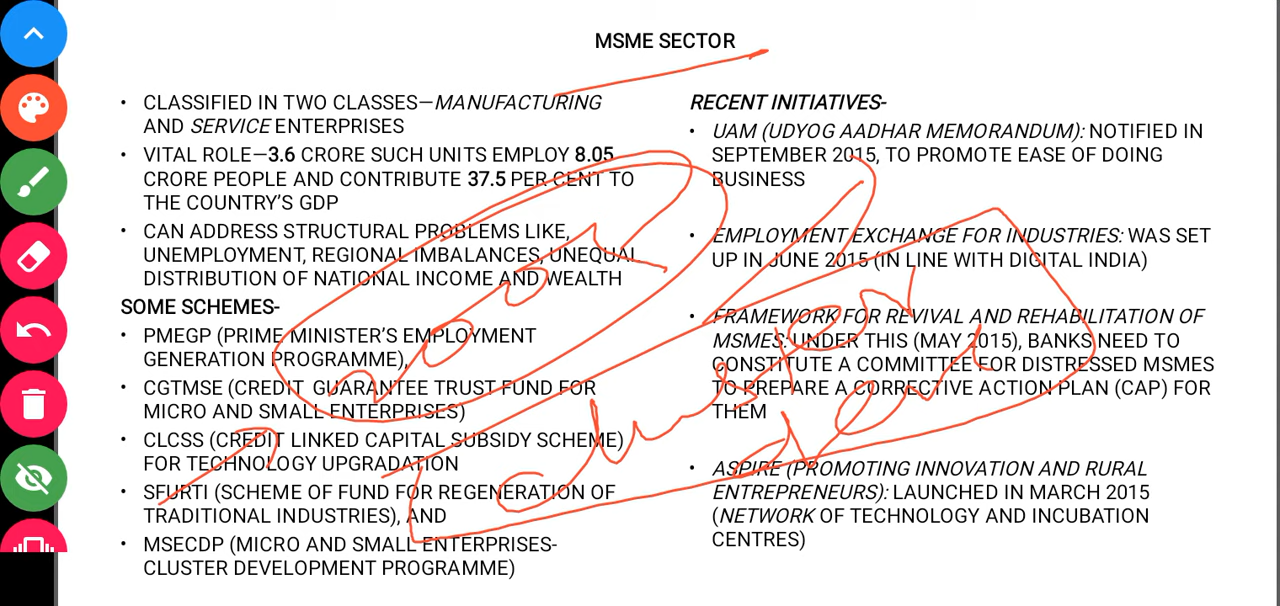 MSME SECTOR
• CLASSIFIED IN TWO CLASSES—MANUFACTURING
AND SERVICE ENTERPRISES
• VITAL ROLE—3.6 CRORE SUCH UNITS EMPLOY 8.05
CRORE PEOPLE AND CONTRIBUTE 37.5 PER CENT TO
THE COUNTRY'S GDP
• CAN ADDRESS STRUCTURAL PROBLEMS LIKE,
UNEMPLOYMENT, REGIONAL IMBALANCES, UNEQUAL
DISTRIBUTION OF NATIONAL INCOME AND WEALTH
SOME SCHEMES-
• PMEGP (PRIME MINISTER'S EMPLOYMENT
GENERATION PROGRAMME),
• CGTMSE (CREDIT GUARANTEE TRUST FUND FOR
MICRO AND SMALL ENTERPRISES)
• CLCSS (CREDIT LINKED CAPITAL SUBSIDY SCHEME)
FOR TECHNOLOGY UPGRADATION
• SFURTI (SCHEME OF FUND FOR REGENERATION OF
TRADITIONAL INDUSTRIES), AND
• MSECDP (MICRO AND SMALL ENTERPRISES-
CLUSTER DEVELOPMENT PROGRAMME)
RECENT INITIATIVES-
• UAM (UDYOG AADHAR MEMORANDUM): NOTIFIED IN
SEPTEMBER 2015, TO PROMOTE EASE OF DOING
BUSINESS
• EMPLOYMENT EXCHANGE FOR INDUSTRIES: WAS SET
UP IN JUNE 2015 (IN LINE WITH DIGITAL INDIA)
• FRAMEWORK FOR REVIVAL AND REHABILITATION OF
MSMES: UNDER THIS (MAY 2015), BANKS NEED TO
CONSTITUTE A COMMITTEE FOR DISTRESSED MSMES
TO PREPARE A CORRECTIVE ACTION PLAN (CAP) FOR
THEM
• ASPIRE (PROMOTING INNOVATION AND RURAL
ENTREPRENEURS): LAUNCHED IN MARCH 2015
(NETWORK OF TECHNOLOGY AND INCUBATION
CENTRES)